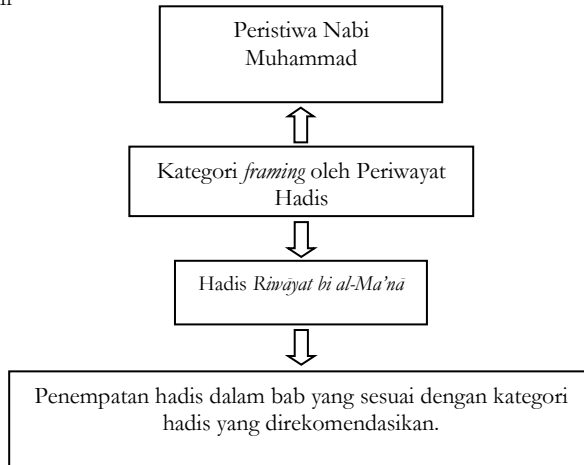 Peristiwa Nabi
Muhammad
Kategori framing oleh Periwayat
Hadis
Hadis Riwāyat bi al-Ma’nā
Penempatan hadis dalam bab yang sesuai dengan kategori
hadis yang direkomendasikan.